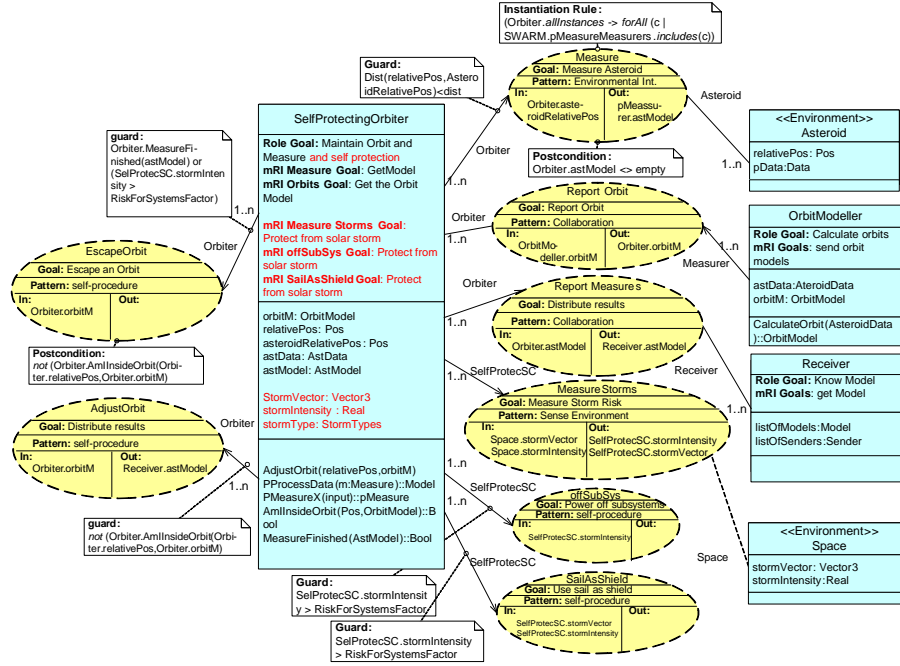 Instantiation Rule:
(Orbiter.allInstances -> forAll (c |
SWARM.pMeasureMeasurers.includes(c))
Measure
Goal: Measure Asteroid
Pattern: Environmental Int.
In:
Orbiter.aste-
roidRelativePos
Out:
pMeassu-
rer.astModel
Guard:
Dist(relativePos,Astero
idRelativePos)<dist
Asteroid
1..n
<<Environment>>
Asteroid
relativePos: Pos
pData:Data
Orbiter
1..n
Postcondition:
Orbiter.astModel <> empty
SelfProtectingOrbiter
Role Goal: Maintain Orbit and
Measure and self protection
mRI Measure Goal: GetModel
mRI Orbits Goal: Get the Orbit
Model
mRI Measure Storms Goal:
Protect from solar storm
mRI offSubSys Goal: Protect from
solar storm
mRI SailAsShield Goal: Protect
from solar storm
orbitM: OrbitModel
relativePos: Pos
asteroidRelativePos: Pos
astData: AstData
astModel: AstModel
StormVector: Vector3
stormIntensity : Real
stormType: StormTypes
AdjustOrbit(relativePos,orbitM)
PProcessData (m:Measure)::Model
PMeasureX(input)::pMeasure
AmIInsideOrbit(Pos,OrbitModel)::B
ool
MeasureFinished(AstModel)::Bool
guard:
Orbiter.MeasureFi-
nished(astModel) or
(SelProtecSC.stormInten
sity >
RiskForSystemsFactor)
1..n
Orbiter
EscapeOrbit
Goal: Escape an Orbit
Pattern: self-procedure
In:
Orbiter.orbitM
Out:
Postcondition:
not (Orbiter.AmIInsideOrbit(Orbi-
ter.relativePos,Orbiter.orbitM)
AdjustOrbit
Goal: Distribute results
Pattern: self-procedure
In:
Orbiter.orbitM
Out:
Receiver.astModel
Orbiter
1..n
guard:
not (Orbiter.AmIInsideOrbit(Orbi-
ter.relativePos,Orbiter.orbitM)
Report Orbit
Goal: Report Orbit
Pattern: Collaboration
In:
OrbitMo-
deller.orbitM
Out:
Orbiter.orbitM
Orbiter
1..n
1..n
Measurer
OrbitModeller
Role Goal: Calculate orbits
mRI Goals: send orbit
models
astData:AteroidData
orbitM: OrbitModel
CalculateOrbit(AsteroidData
)::OrbitModel
Orbiter
1..n
Report Measures
Goal: Distribute results
Pattern: Collaboration
In:
Orbiter.astModel
Out:
Receiver.astModel
Receiver
1..n
Receiver
Role Goal: Know Model
mRI Goals: get Model
listOfModels:Model
listOfSenders:Sender
1..n
SelfProtecSC
MeasureStorms
Goal: Measure Storm Risk
Pattern: Sense Environment
In:
Space.stormVector
Space.stormIntensity
Out:
SelfProtecSC.stormIntensity
SelfProtecSC.stormVector
Space
<<Environment>>
Space
stormVector: Vector3
stormIntensity:Real
1..n
SelfProtecSC
offSubSys
Goal: Power off subsystems
Pattern: self-procedure
In:
SelfProtecSC.stormIntensity
Out:
1..n
SelfProtecSC
SailAsShield
Goal: Use sail as shield
Pattern: self-procedure
In:
SelfProtecSC.stormVector
SelfProtecSC.stormIntensity
Out:
Guard:
SelProtecSC.stormIntensit
y > RiskForSystemsFactor
Guard:
SelProtecSC.stormIntensity
> RiskForSystemsFactor